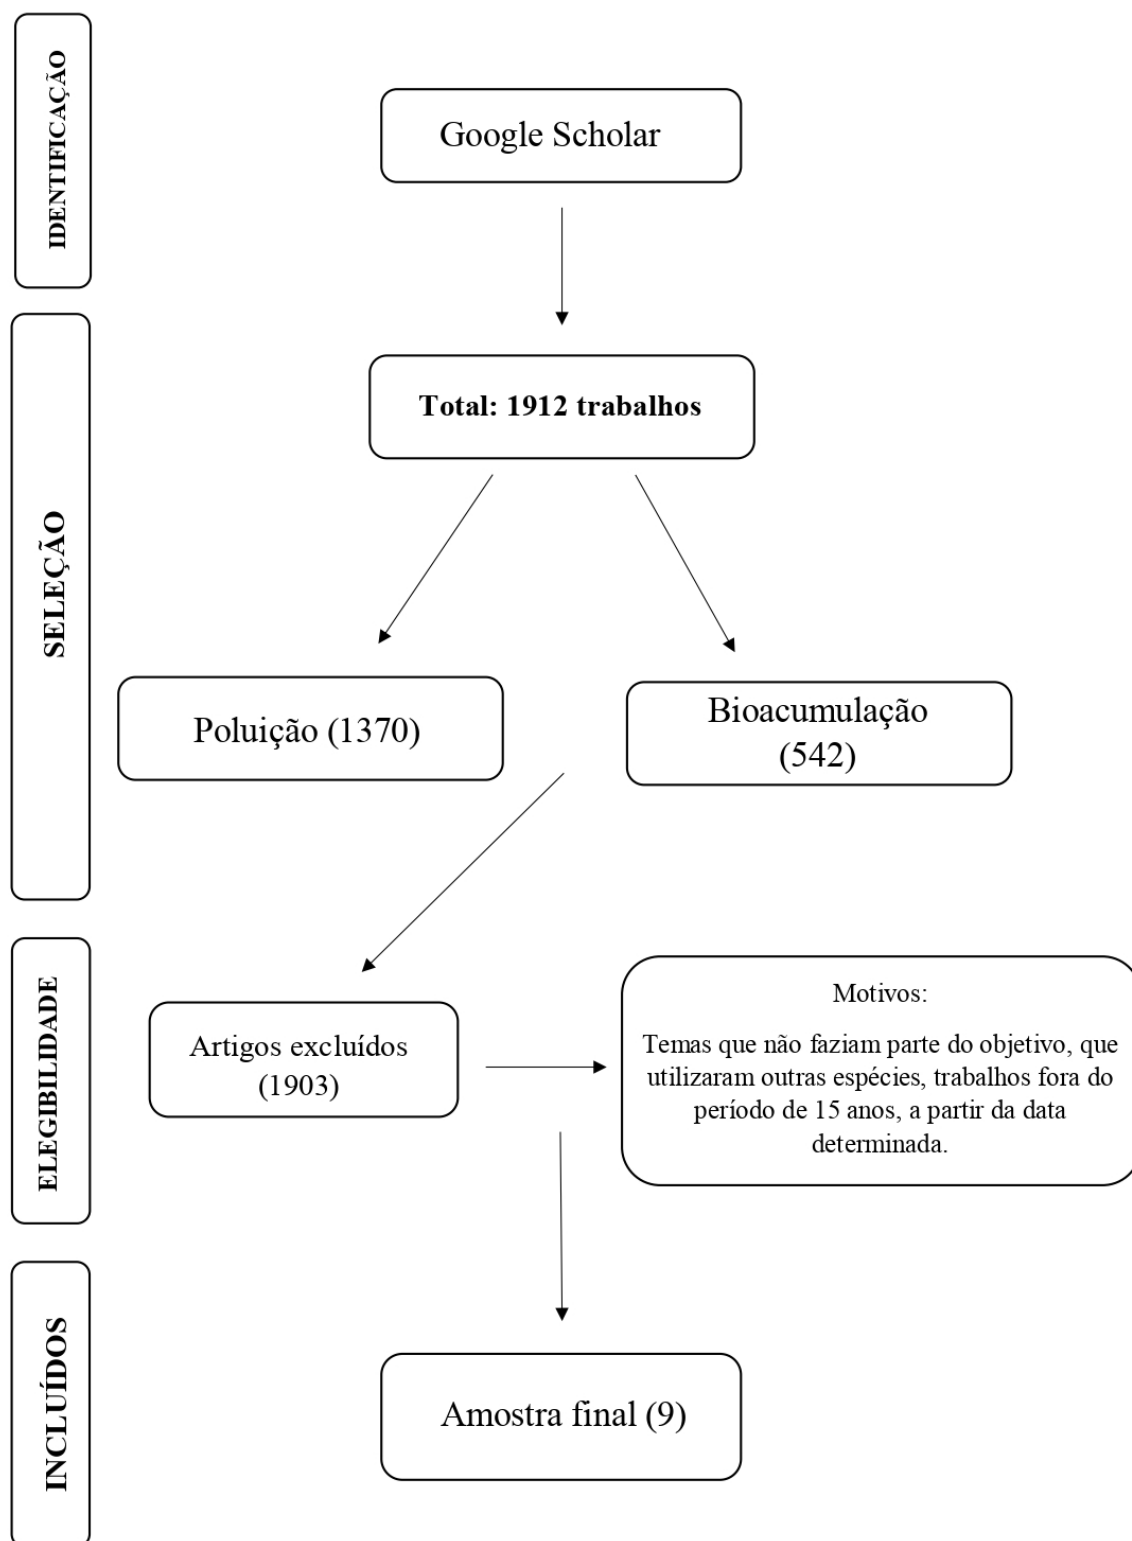 IDENTIFICAÇÃO
Google Scholar
SELEÇÃO
Total: 1912 trabalhos
Poluição (1370)
Bioacumulação
(542)
ELEGIBILIDADE
Artigos excluídos
(1903)
Motivos:
Temas que não faziam parte do objetivo, que
utilizaram outras espécies, trabalhos fora do
período de 15 anos, a partir da data
determinada.
INCLUÍDOS
Amostra final (9)